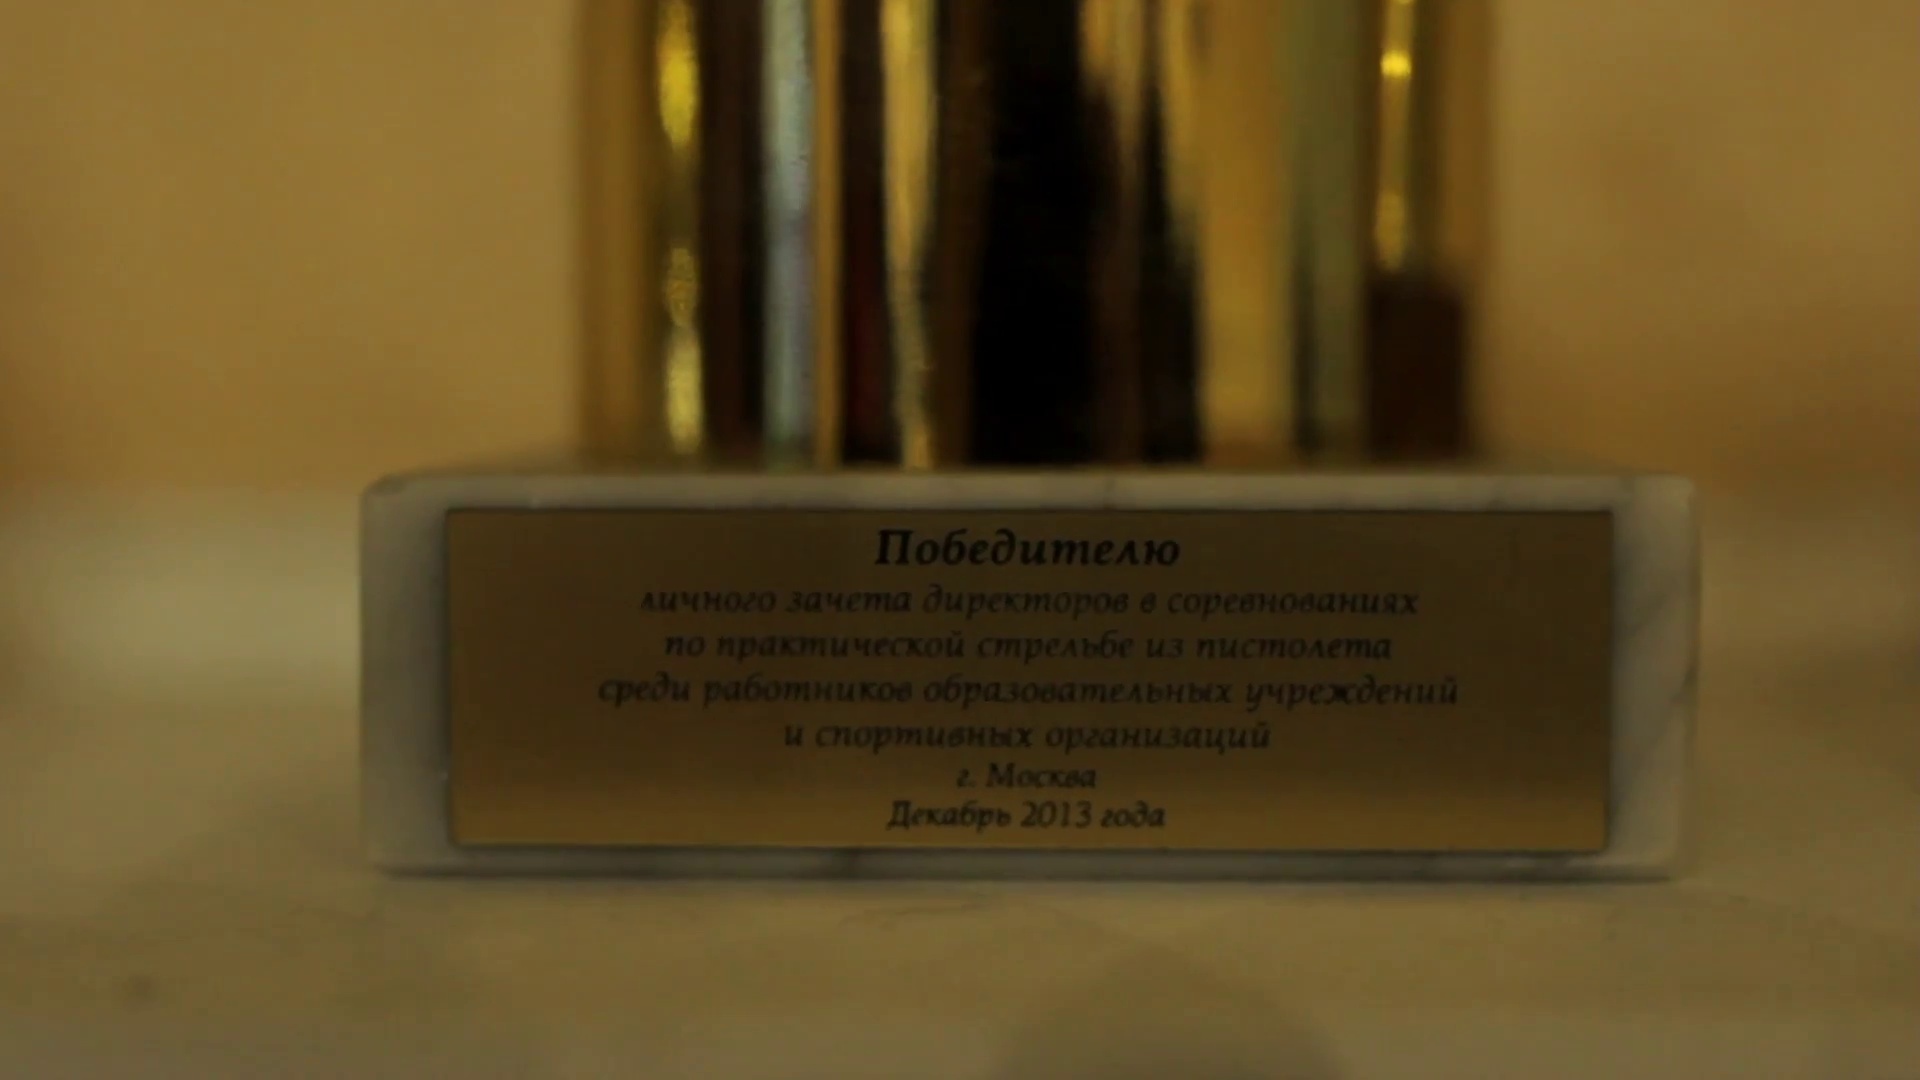 Победителю
личного зачета директоров в соревнованиях
по практической стрельбе из пистолета
среди работников образовательных учреждений
и спортивных организаций
г. Москва
Декабрь 2013 года